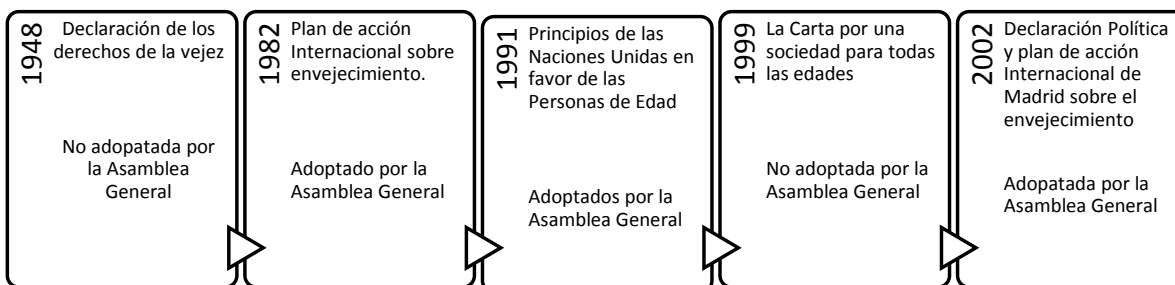 1948
Declaración de los
derechos de la vejez
No adopatada por
la Asamblea
General
1982
Plan de acción
Internacional sobre
envejecimiento.
Adoptado por la
Asamblea General
1991
Principios de las
Naciones Unidas en
favor de las
Personas de Edad
Adoptados por la
Asamblea General
1999
La Carta por una
sociedad para todas
las edades
No adoptada por la
Asamblea General
2002
Declaración Política
y plan de acción
Internacional de
Madrid sobre el
envejecimiento
Adopatada por la
Asamblea General